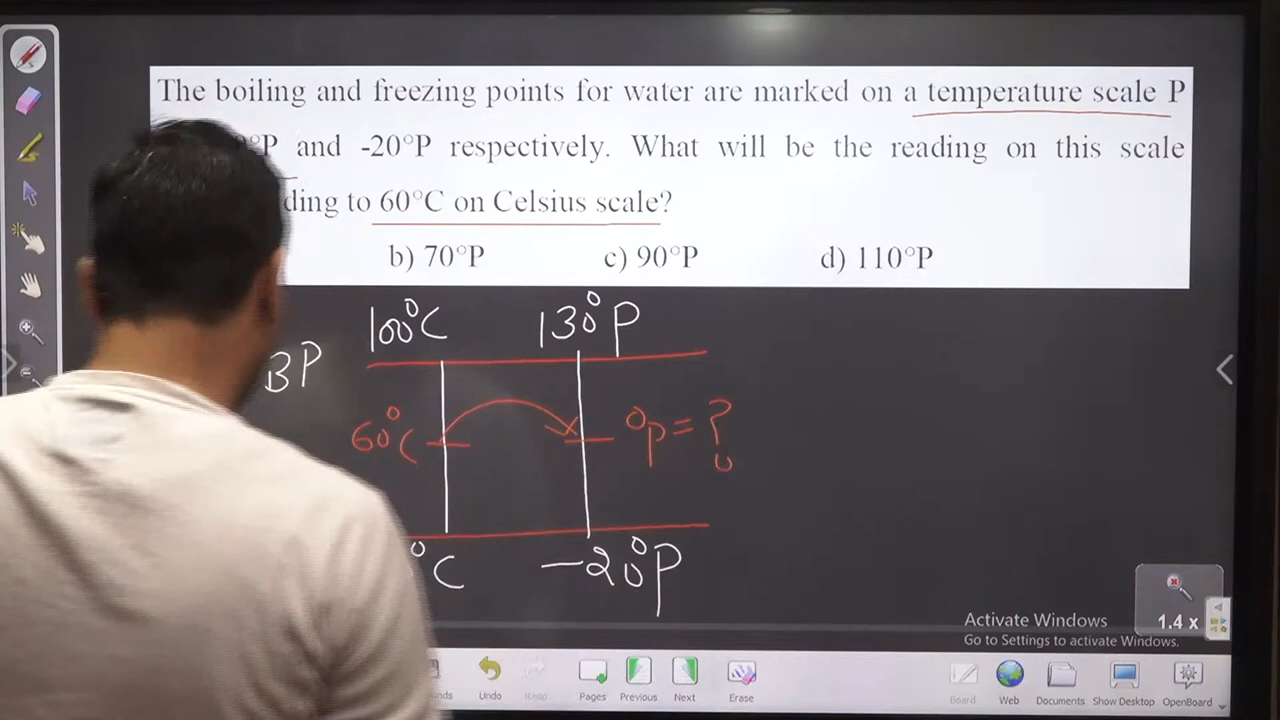 The boiling and freezing points for water are marked on a temperature scale P
°P and -20°P respectively. What will be the reading on this scale
ding to 60°C on Celsius scale?
b) 70°P c) 90°P d) 110°P
100°C 130°P
BP
60°C °P = ?
°C -20°P
Activate Windows
Go to Settings to activate Windows.
1.4 x
Undo Redo Pages Previous Next Erase Board Web Documents Show Desktop OpenBoard